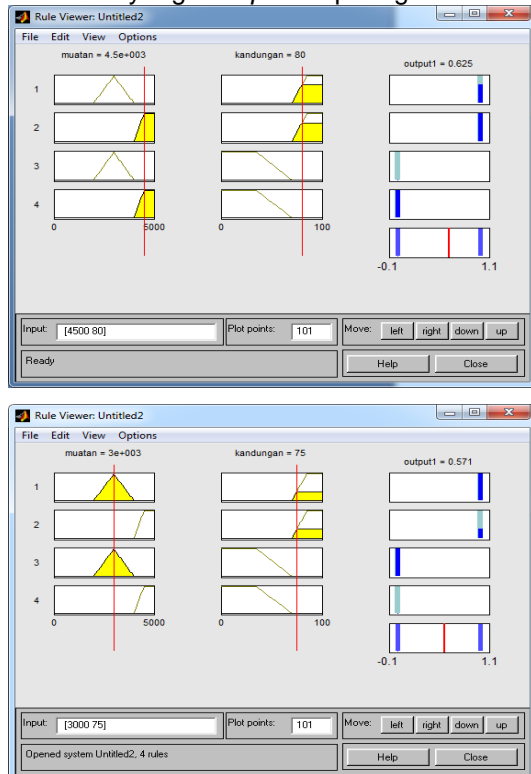 Rule Viewer: Untitled2
File Edit View Options
muatan = 4.5e+003 kandungan = 80 output1 = 0.625
1
2
3
4
0 5000 0 100
-0.1 1.1
Input: [4500 80] Plot points: 101 Move: left right down up
Ready Help Close
Rule Viewer: Untitled2
File Edit View Options
muatan = 3e+003 kandungan = 75 output1 = 0.571
1
2
3
4
0 5000 0 100
-0.1 1.1
Input: [3000 75] Plot points: 101 Move: left right down up
Opened system Untitled2, 4 rules Help Close